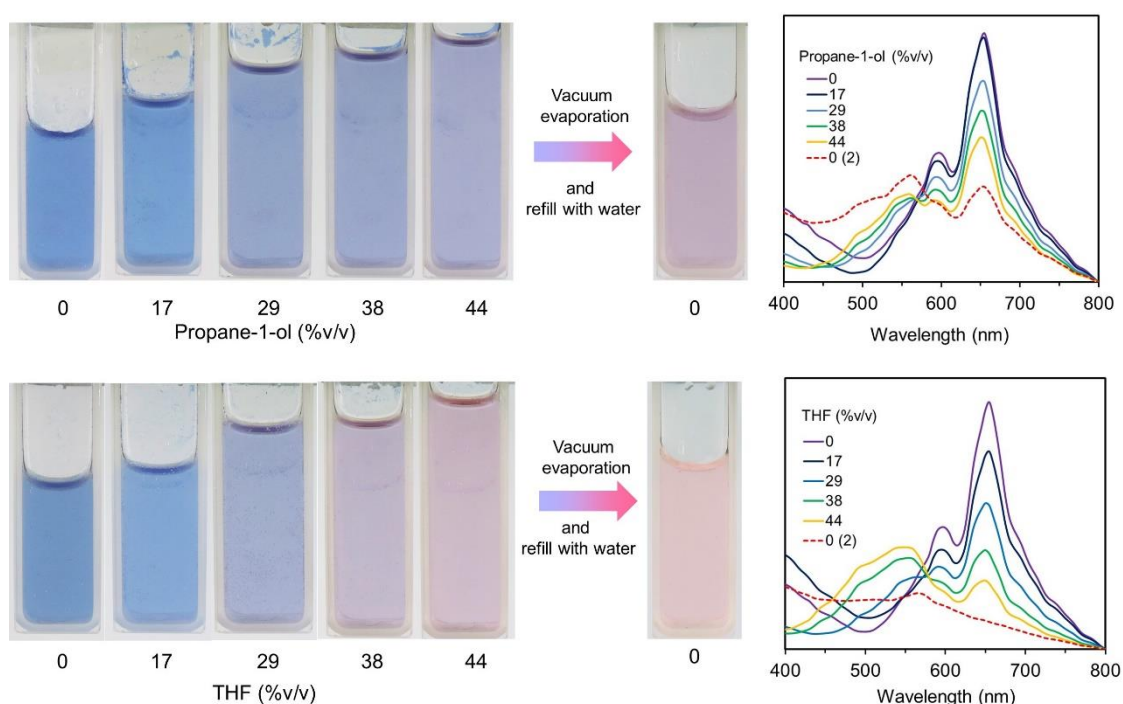 Vacuum
evaporation
and
refill with water
0 17 29 38 44
Propane-1-ol (%v/v)
0
Propane-1-ol (%v/v)
0
17
29
38
44
0 (2)
400 500 600 700 800
Wavelength (nm)
Vacuum
evaporation
and
refill with water
0 17 29 38 44
THF (%v/v)
0
THF (%v/v)
0
17
29
38
44
0 (2)
400 500 600 700 800
Wavelength (nm)